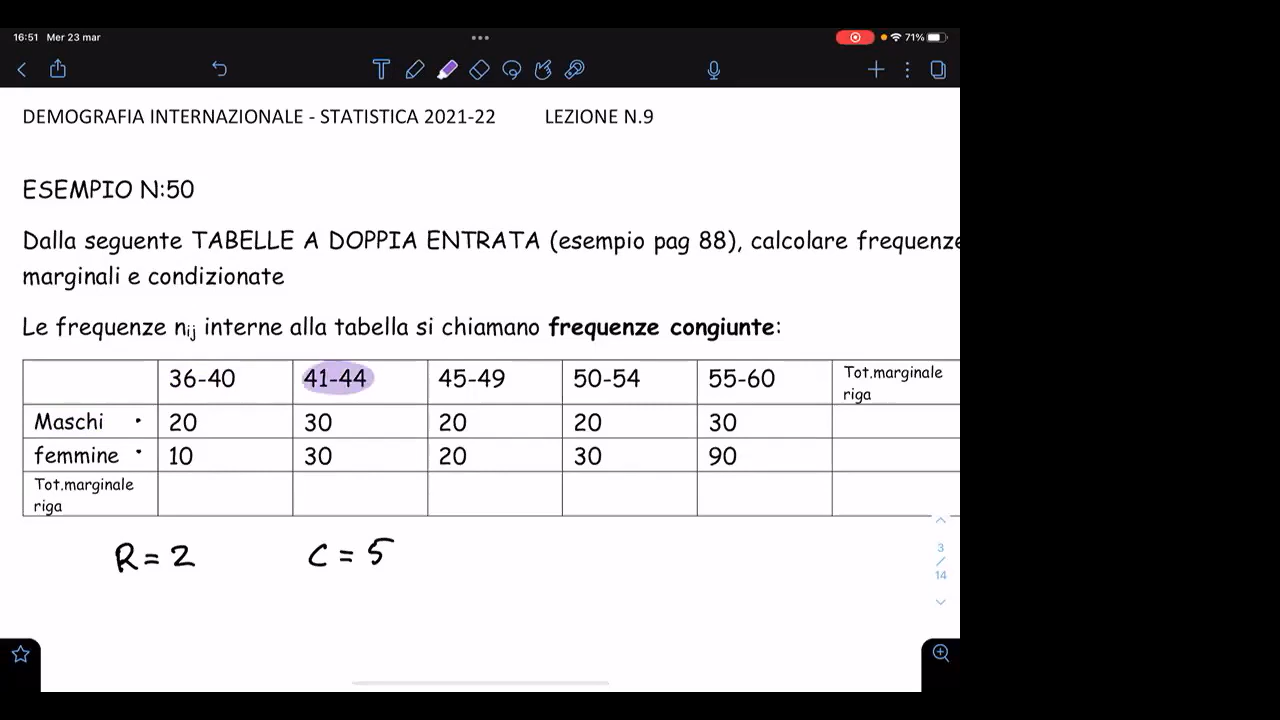 16:51 Mer 23 mar
71%
DEMOGRAFIA INTERNAZIONALE - STATISTICA 2021-22 LEZIONE N.9
ESEMPIO N:50
Dalla seguente TABELLE A DOPPIA ENTRATA (esempio pag 88), calcolare frequenze
marginali e condizionate
Le frequenze nij interne alla tabella si chiamano frequenze congiunte:
36-40 41-44 45-49 50-54 55-60 Tot.marginale
riga
Maschi 20 30 20 20 30
femmine 10 30 20 30 90
Tot.marginale
riga
R = 2 C = 5
3
/
14